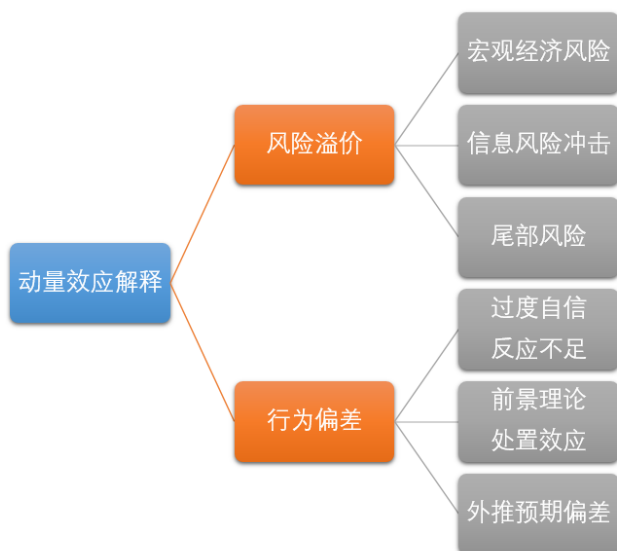 动量效应解释
风险溢价
宏观经济风险
信息风险冲击
尾部风险
行为偏差
过度自信
反应不足
前景理论
处置效应
外推预期偏差